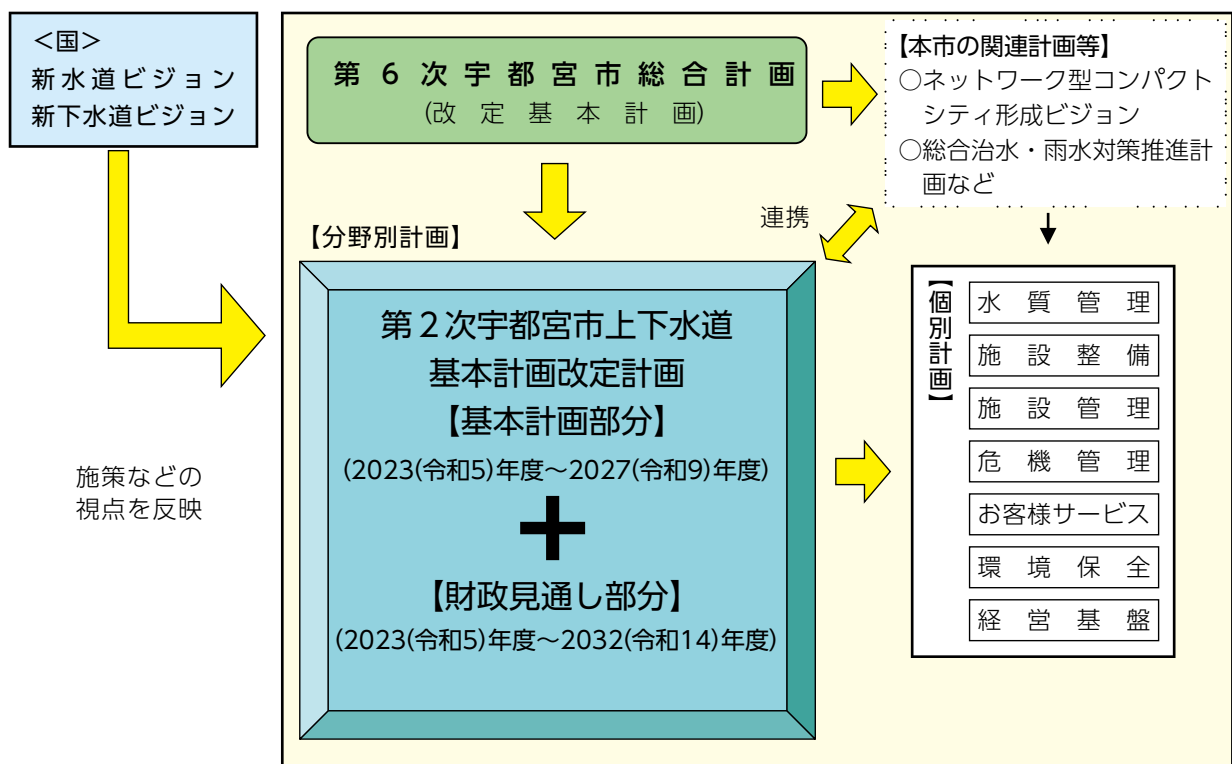 <国>
新水道ビジョン
新下水道ビジョン
第6次宇都宮市総合計画
(改定基本計画)
【本市の関連計画等】
○ネットワーク型コンパクト
シティ形成ビジョン
○総合治水・雨水対策推進計
画など
連携
【分野別計画】
第2次宇都宮市上下水道
基本計画改定計画
【基本計画部分】
(2023(令和5)年度～2027(令和9)年度)
+
【財政見通し部分】
(2023(令和5)年度～2032(令和14)年度)
施策などの
視点を反映
【個別計画】
水質管理
施設整備
施設管理
危機管理
お客様サービス
環境保全
経営基盤